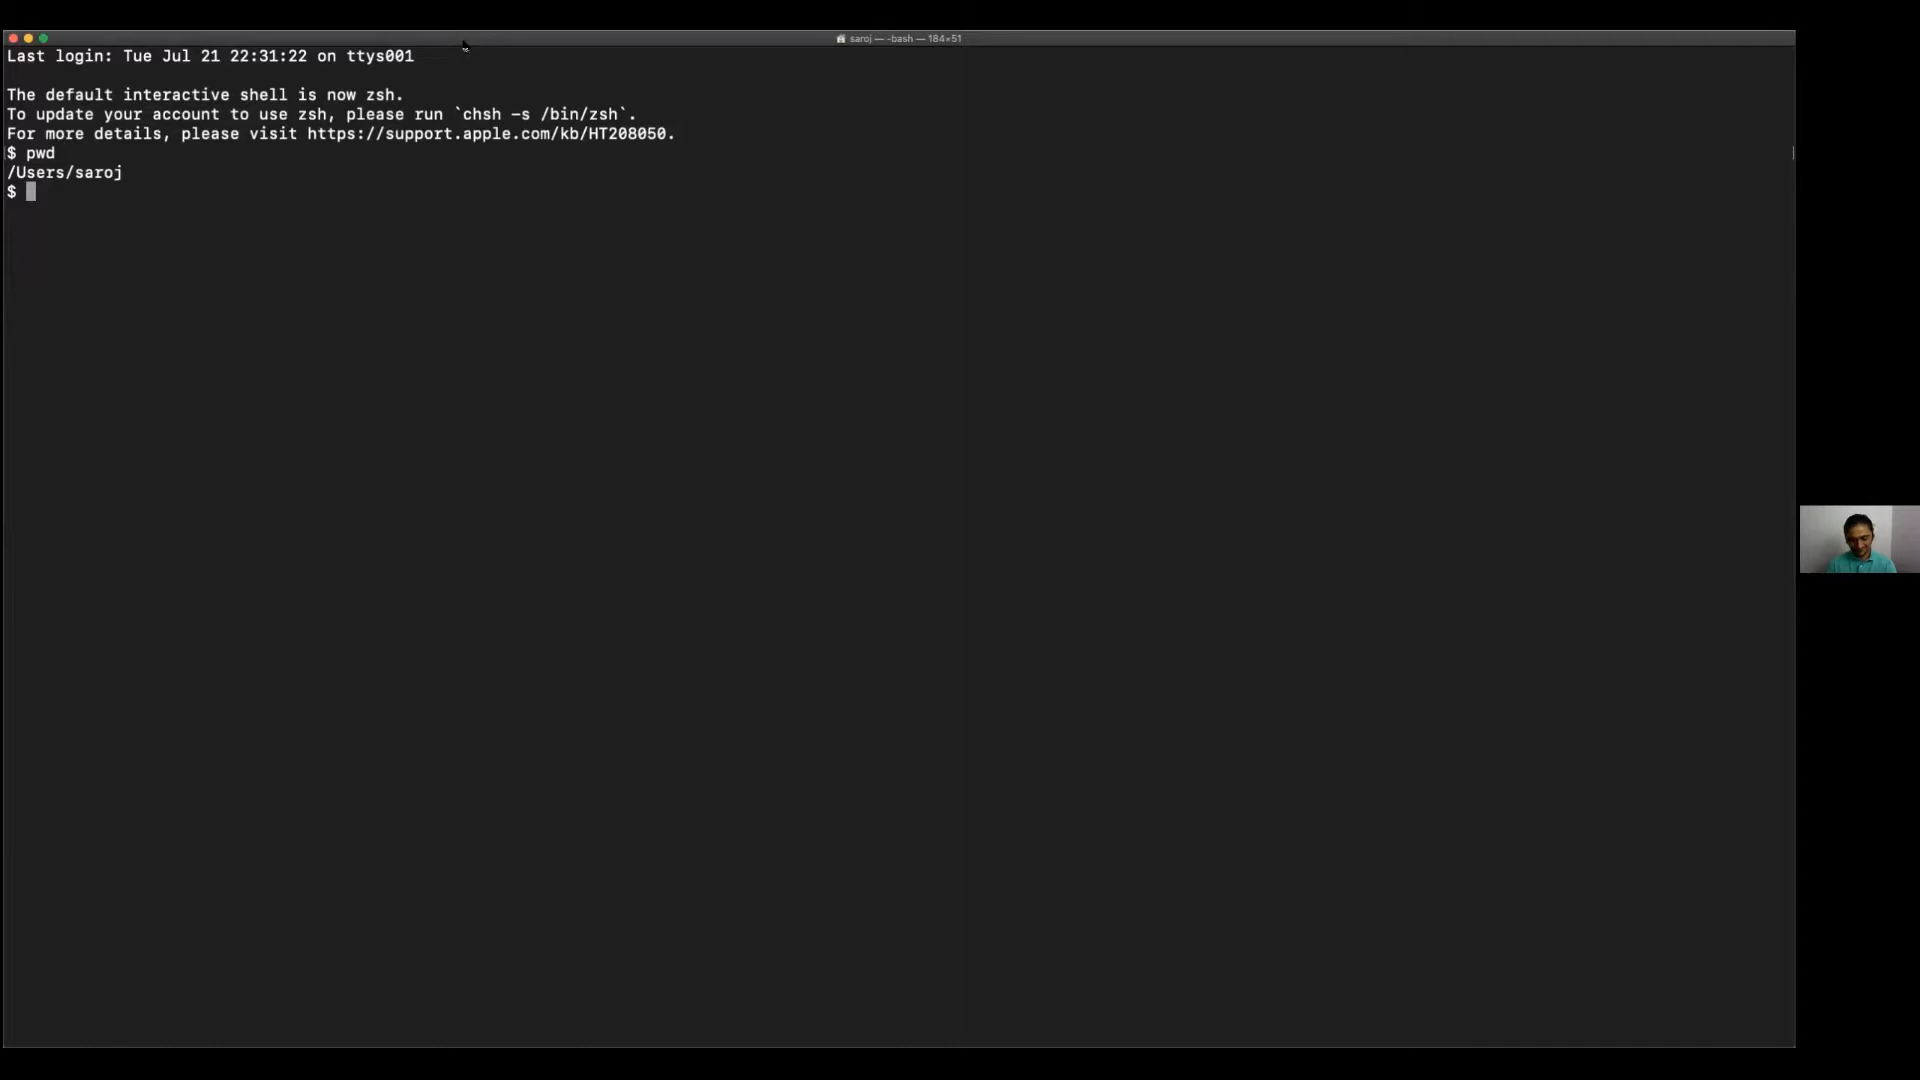 saroj — -bash — 184×51
Last login: Tue Jul 21 22:31:22 on ttys001
The default interactive shell is now zsh.
To update your account to use zsh, please run `chsh -s /bin/zsh`.
For more details, please visit https://support.apple.com/kb/HT208050.
$ pwd
/Users/saroj
$